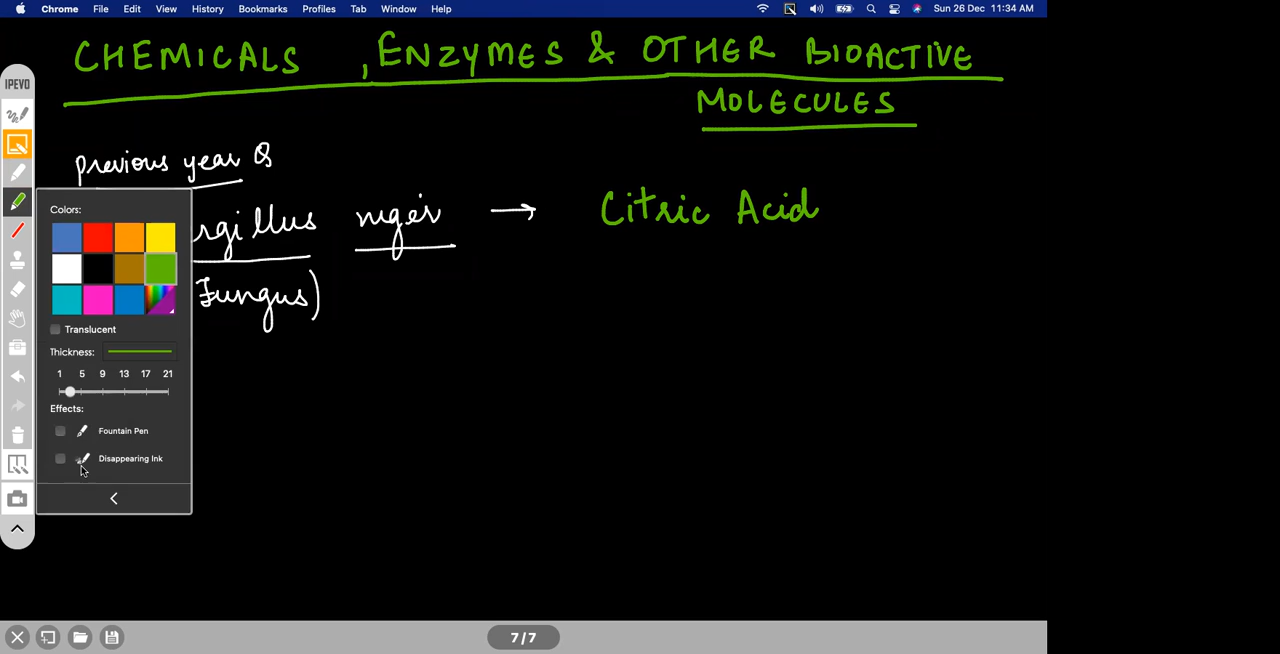 Chrome File Edit View History Bookmarks Profiles Tab Window Help Sun 26 Dec 11:34 AM
CHEMICALS , ENZYMES & OTHER BIOACTIVE
MOLECULES
IPEVO
previous year Q
rgillus niger → Citric Acid
Fungus)
Colors:
Translucent
Thickness:
1 5 9 13 17 21
Effects:
Fountain Pen
Disappearing Ink
7/7